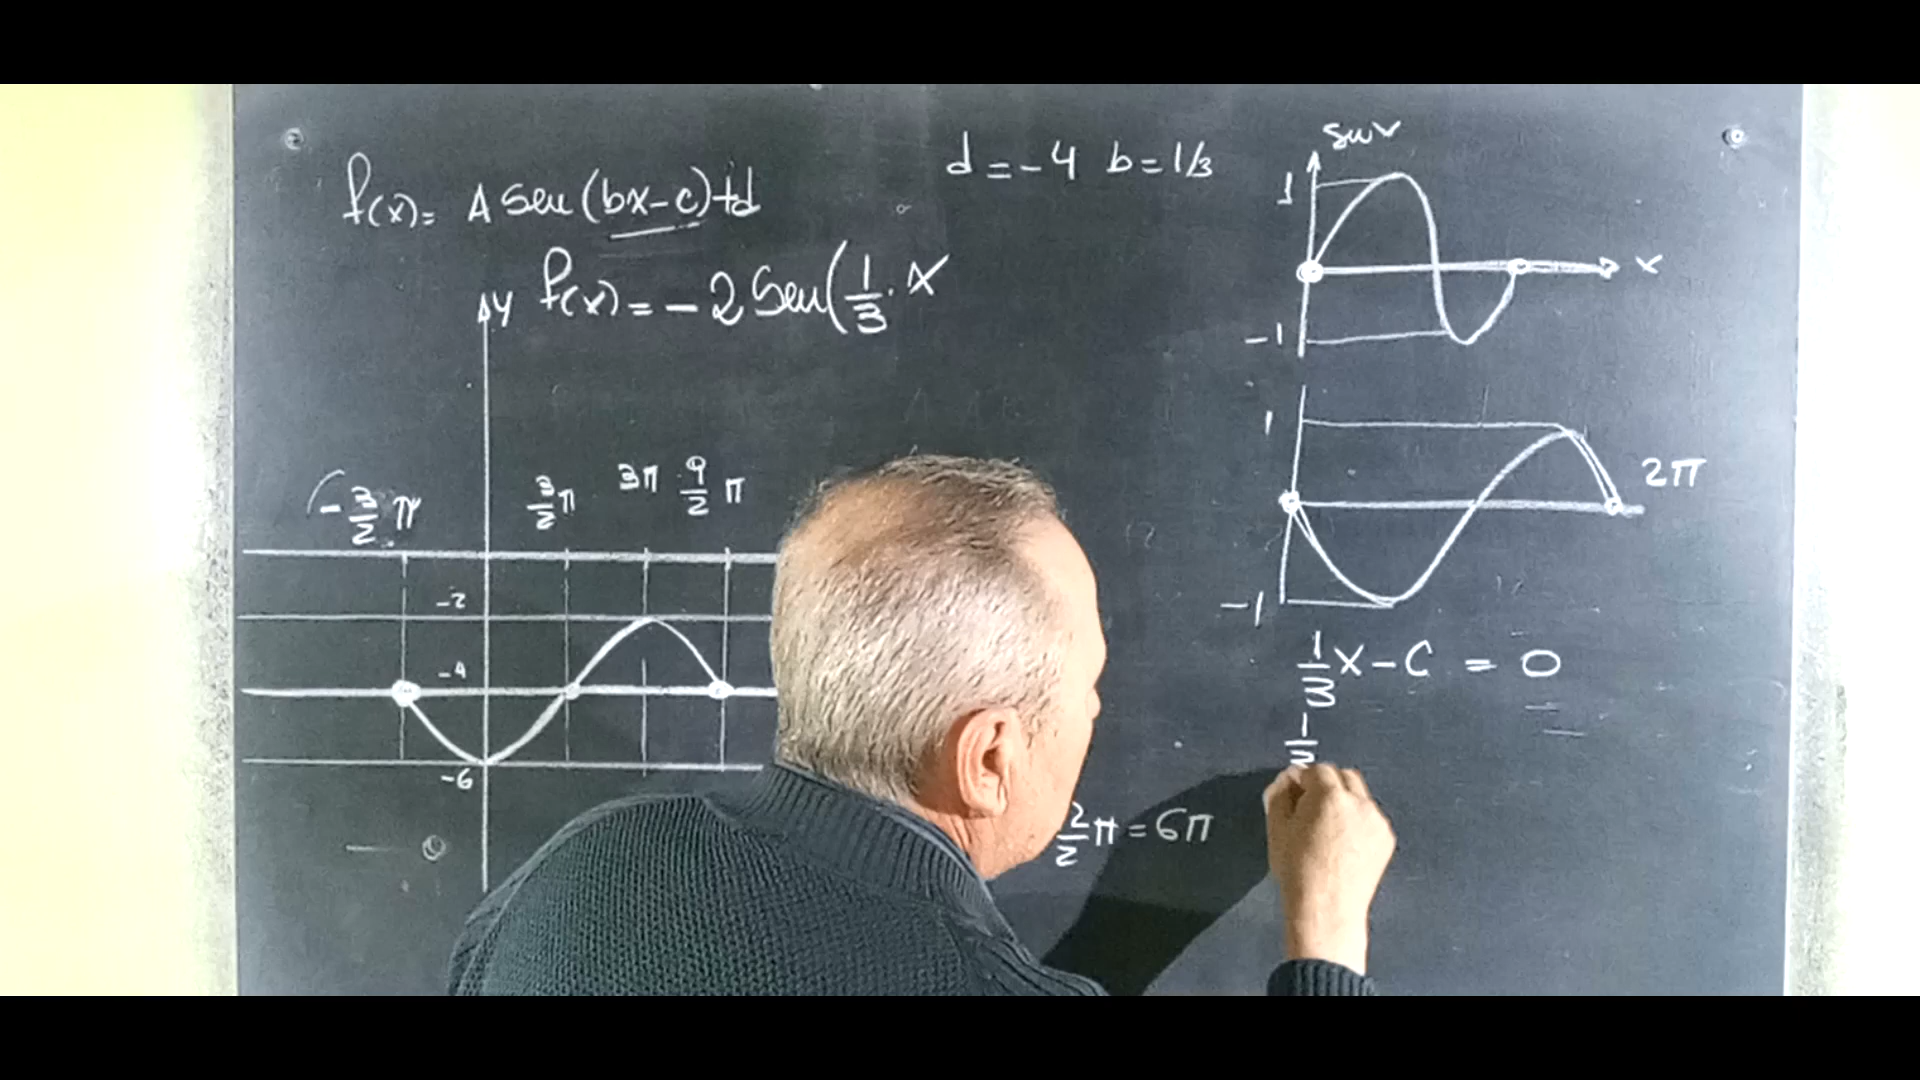 f(x) = A sen (bx - c) + d
d = -4 b = 1/3
y f(x) = -2 Sen ( 1/3 · x
(-3/2 π 3/2 π 3π 9/2 π
-2
-4
-6
2/2 π = 6π
1
x
-1
1
2π
-1
1/3 x - C = 0